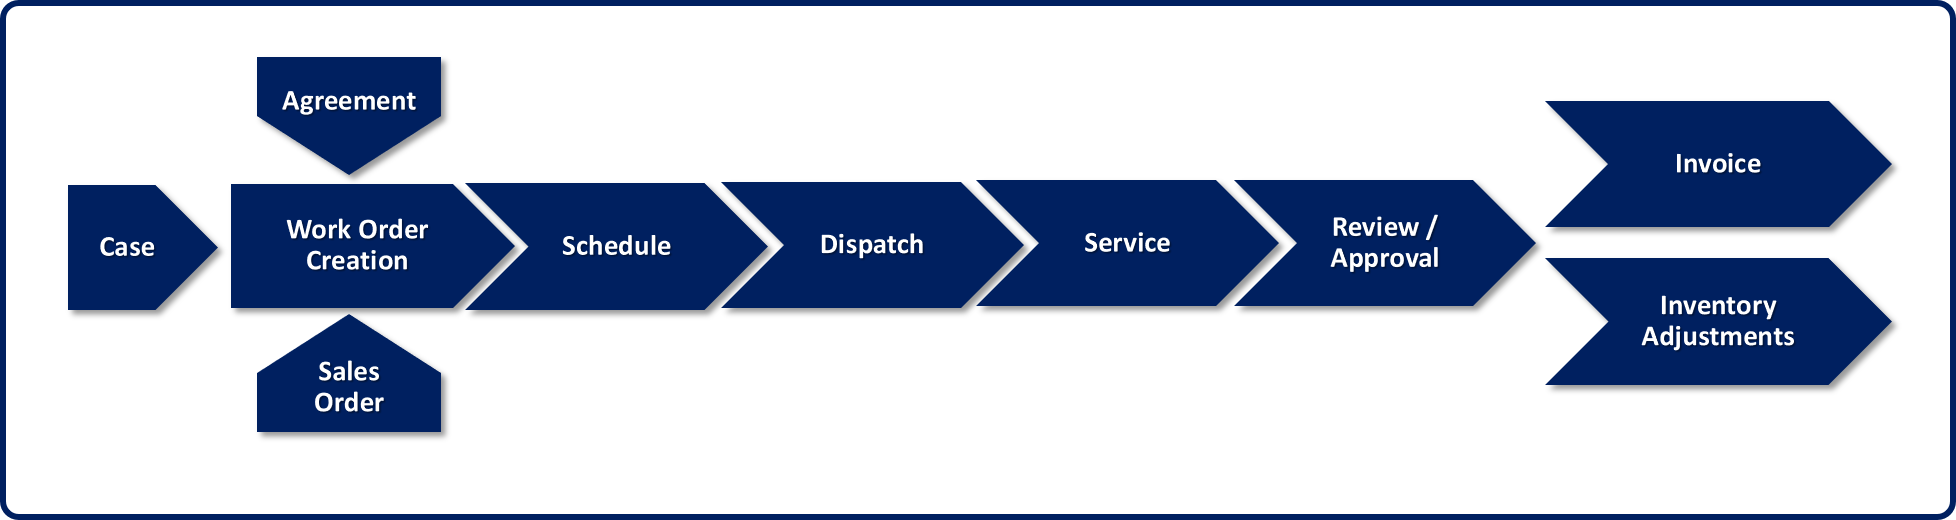 Agreement
Case
Work Order
Creation
Schedule
Dispatch
Service
Review /
Approval
Invoice
Inventory
Adjustments
Sales
Order